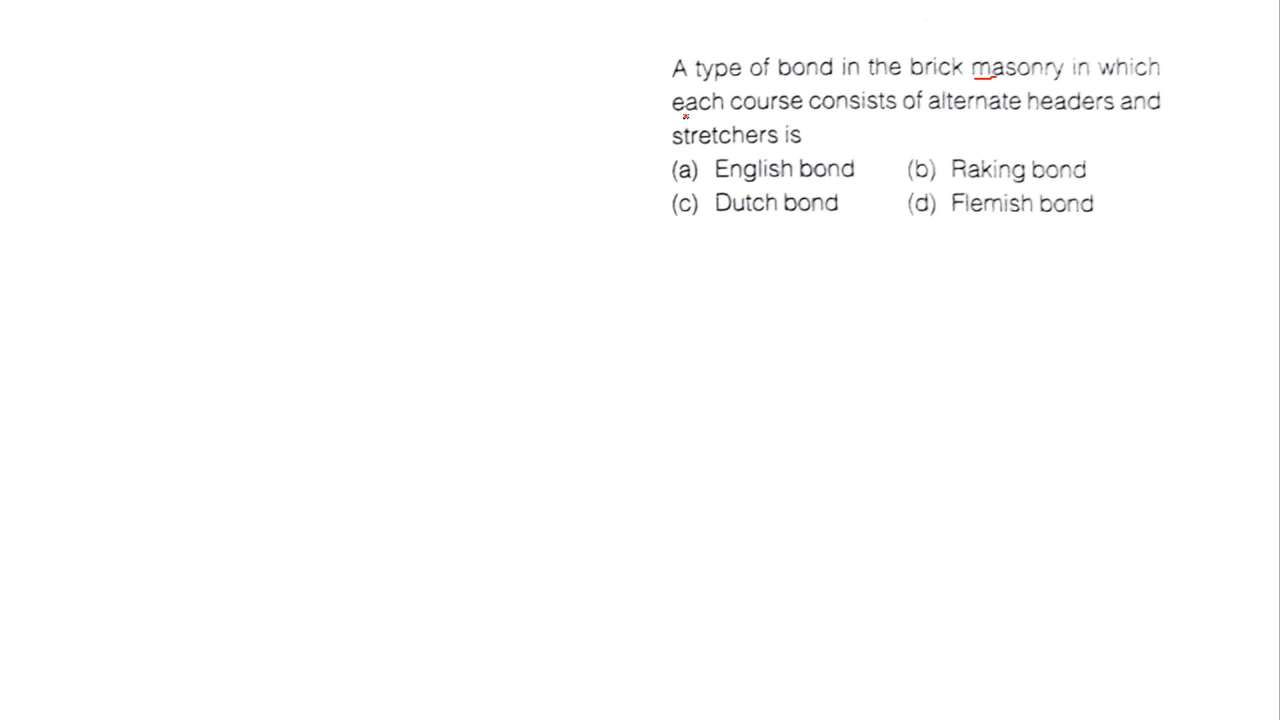 A type of bond in the brick masonry in which
each course consists of alternate headers and
stretchers is
(a) English bond (b) Raking bond
(c) Dutch bond (d) Flemish bond